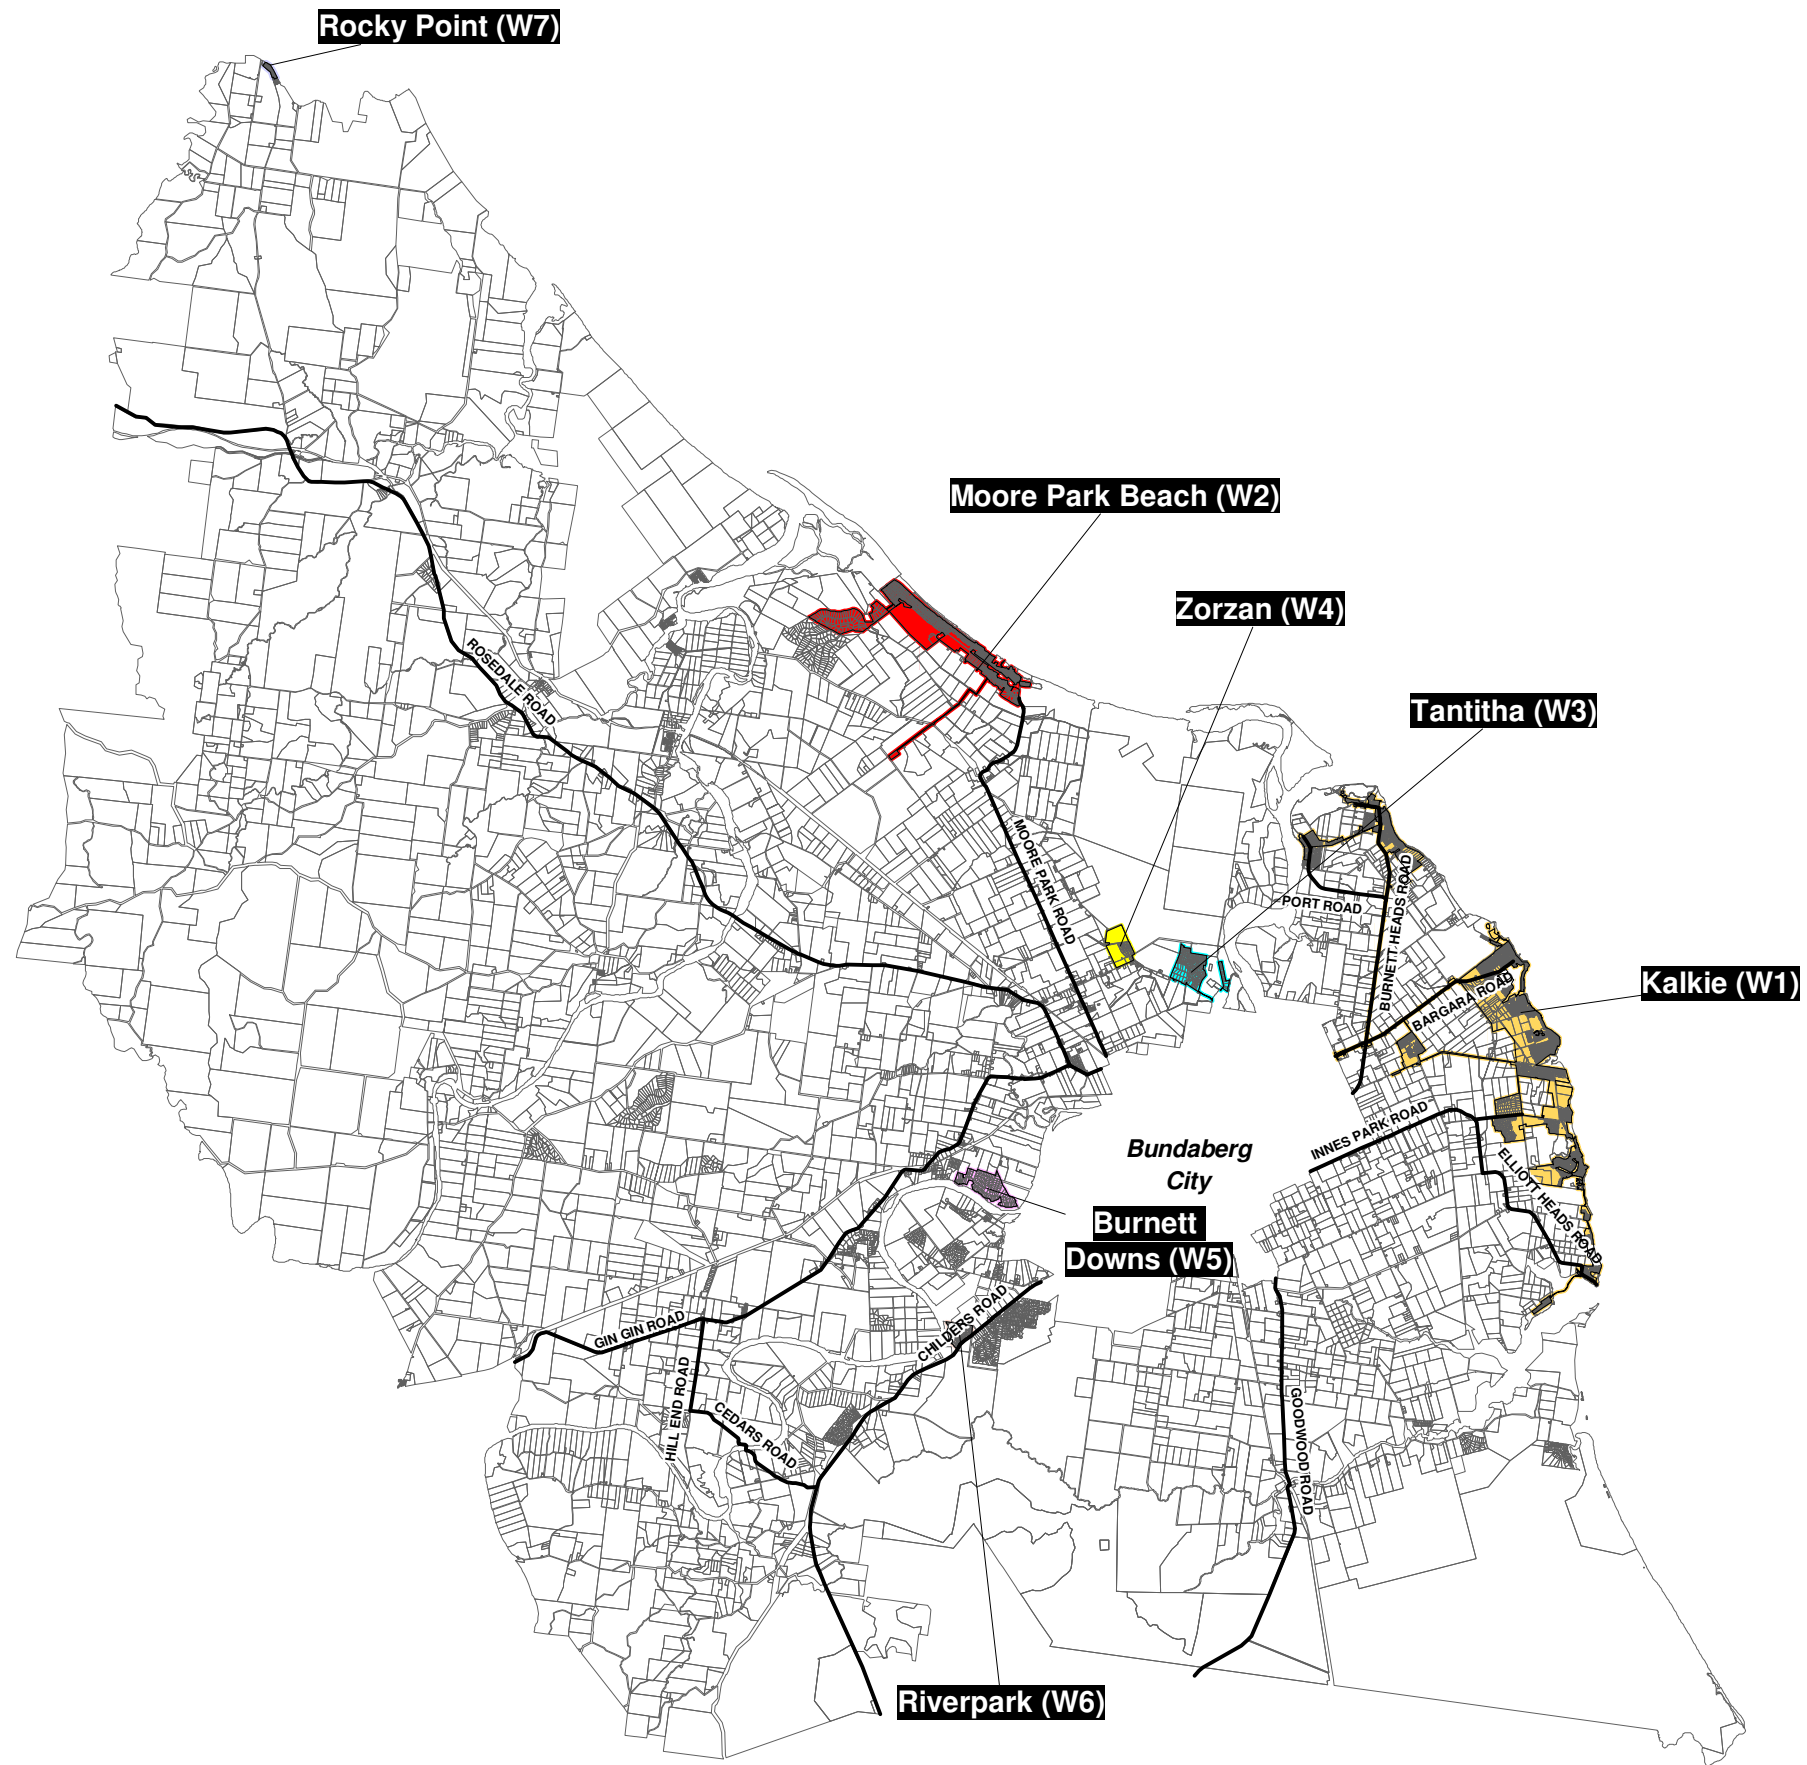 Rocky Point (W7)
Moore Park Beach (W2)
Zorzan (W4)
ROSEDALE ROAD
Tantitha (W3)
MOORE PARK ROAD
PORT ROAD
BURNETT HEADS ROAD
Kalkie (W1)
BARGARA ROAD
INNES PARK ROAD
Bundaberg
City
ELLIOTT HEADS ROAD
Burnett
Downs (W5)
GIN GIN ROAD
CHILDERS ROAD
HILL END ROAD
CEDARS ROAD
GOODWOOD ROAD
Riverpark (W6)